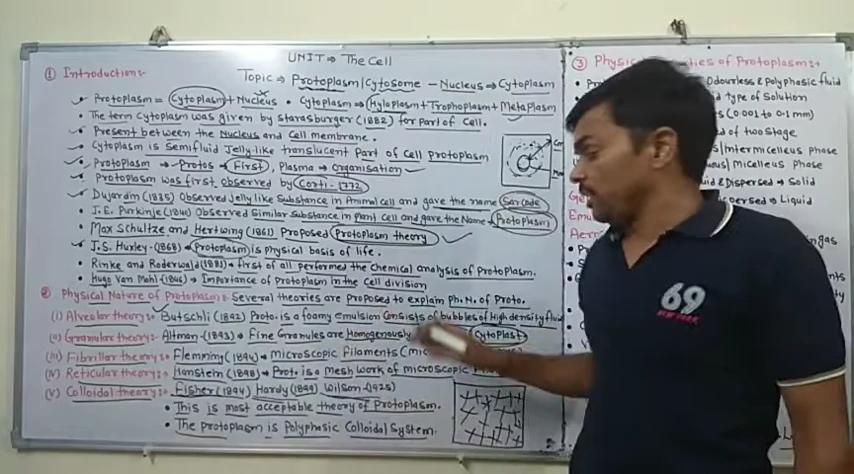 UNIT⇒ The Cell
① Introduction:-
Topic ⇒ Protoplasm/Cytosome - Nucleus ⇒ Cytoplasm
• Protoplasm = Cytoplasm + Nucleus • Cytoplasm ⇒ Hyloplasm + Trophoplasm + Metaplasm
• The term Cytoplasm was given by starasburger (1882) for part of Cell.
• Present between the Nucleus and Cell membrane.
• Cytoplasm is Semifluid Jelly-like translucent Part of Cell protoplasm
• Protoplasm → Protos → First, Plasma → organisation
• Protoplasm was first observed by Corti-1772
• Dujardin (1835) Observed Jelly like Substance in Animal cell and gave the name Sarcode
• J.E. Purkinje (1840) Observed Similar Substance in plant Cell and gave the Name Protoplasm
• Max Schultze and Hertwing (1861) Proposed Protoplasm theory
• J.S. Huxley-(1868) Protoplasm is physical basis of life.
• Rinke and Roderwald (1881) • first of all performed the Chemical analysis of Protoplasm.
• Hugo Van Mohl-(1846) → Importance of Protoplasm in the Cell division
② Physical Nature of Protoplasm:- Several theories are proposed to explain Ph.N. of Proto.
(i) Alveolar theory:- Butschli (1892) Proto. is a foamy emulsion Consists of bubbles of High density fluid
(ii) Granular theory:- Altman-(1893) • Fine Granules are Homogenously Cytoplast
(iii) Fibrillar theory:- Flemming (1894) → microscopic Filaments
(iv) Reticular theory:- Hanstein (1898) → Prot. is a mesh work of microscopic
(v) Colloidal theory:- Fisher (1894) Hardy (1899) Wilson-(1925)
• This is most acceptable theory of Protoplasm.
• The protoplasm is Polyphasic Colloidal System.
③ of Protoplasm:-
Odourless & Polyphasic fluid
type of Solution
(0.001 to 0.1 mm)
of two Stage
/Intermicelleus Phase
/Micelleus Phase
& Dispersed → Solid
→ Liquid
69
NEW YORK